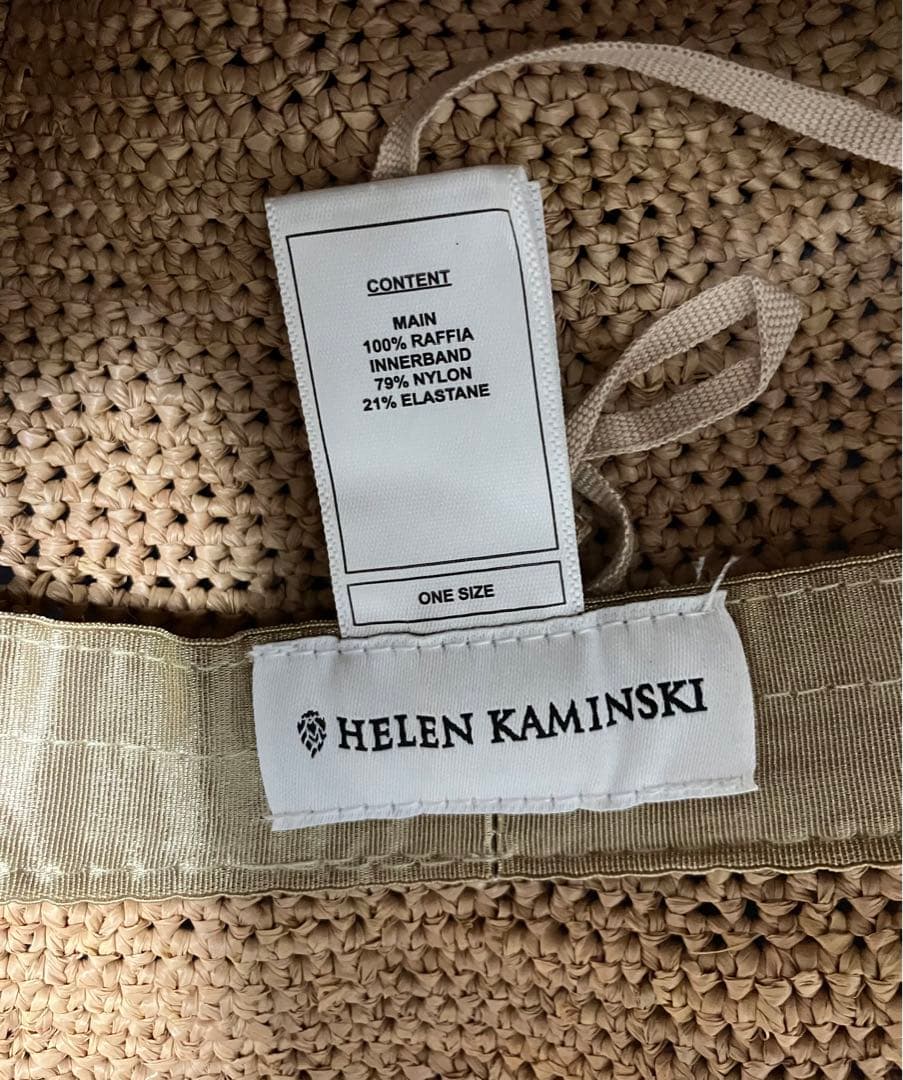 CONTENT
MAIN
100% RAFFIA
INNERBAND
79% NYLON
21% ELASTANE
ONE SIZE
HELEN KAMINSKI